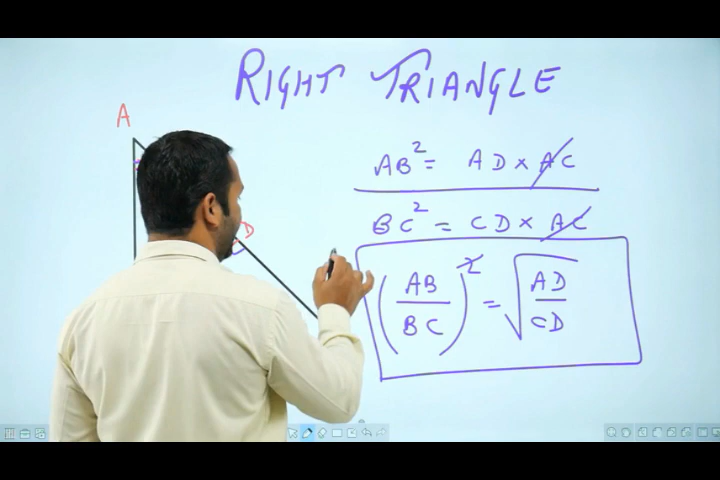 RIGHT TRIANGLE
A
AB² = AD × AC
D
BC² = CD × AC
(AB/BC)² = √AD/CD